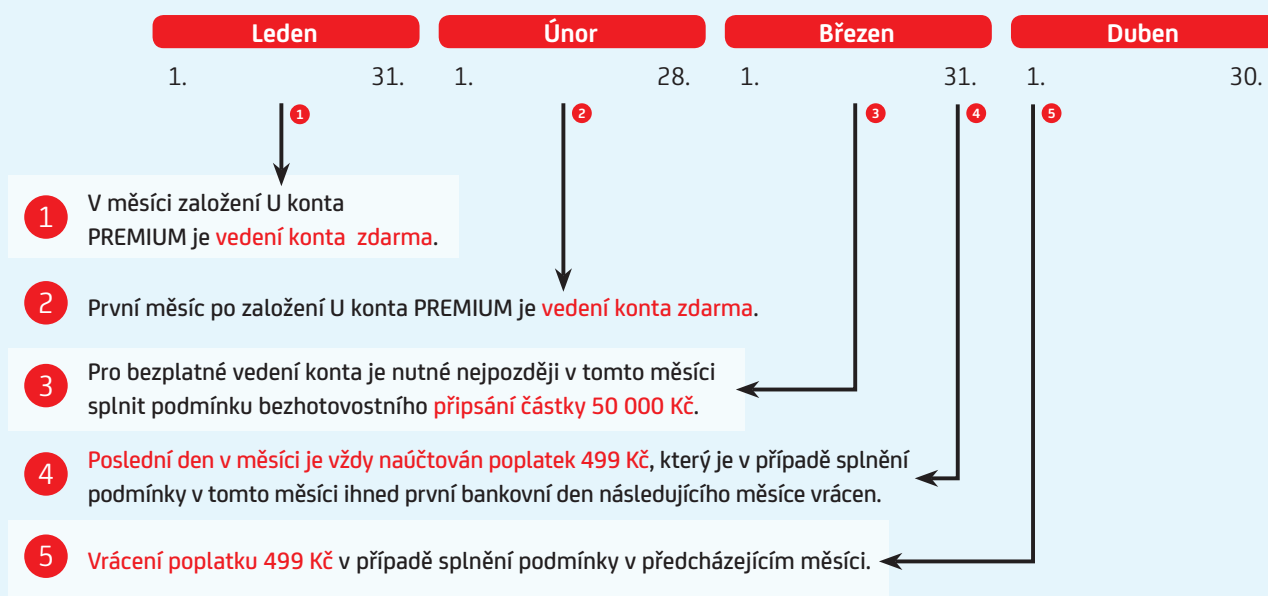 Leden Únor Březen Duben
1. 31. 1. 28. 1. 31. 1. 30.
1 2 3 4 5
1 V měsíci založení U konta
PREMIUM je vedení konta zdarma.
2 První měsíc po založení U konta PREMIUM je vedení konta zdarma.
3 Pro bezplatné vedení konta je nutné nejpozději v tomto měsíci
splnit podmínku bezhotovostního připsání částky 50 000 Kč.
4 Poslední den v měsíci je vždy naúčtován poplatek 499 Kč, který je v případě splnění
podmínky v tomto měsíci ihned první bankovní den následujícího měsíce vrácen.
5 Vrácení poplatku 499 Kč v případě splnění podmínky v předcházejícím měsíci.